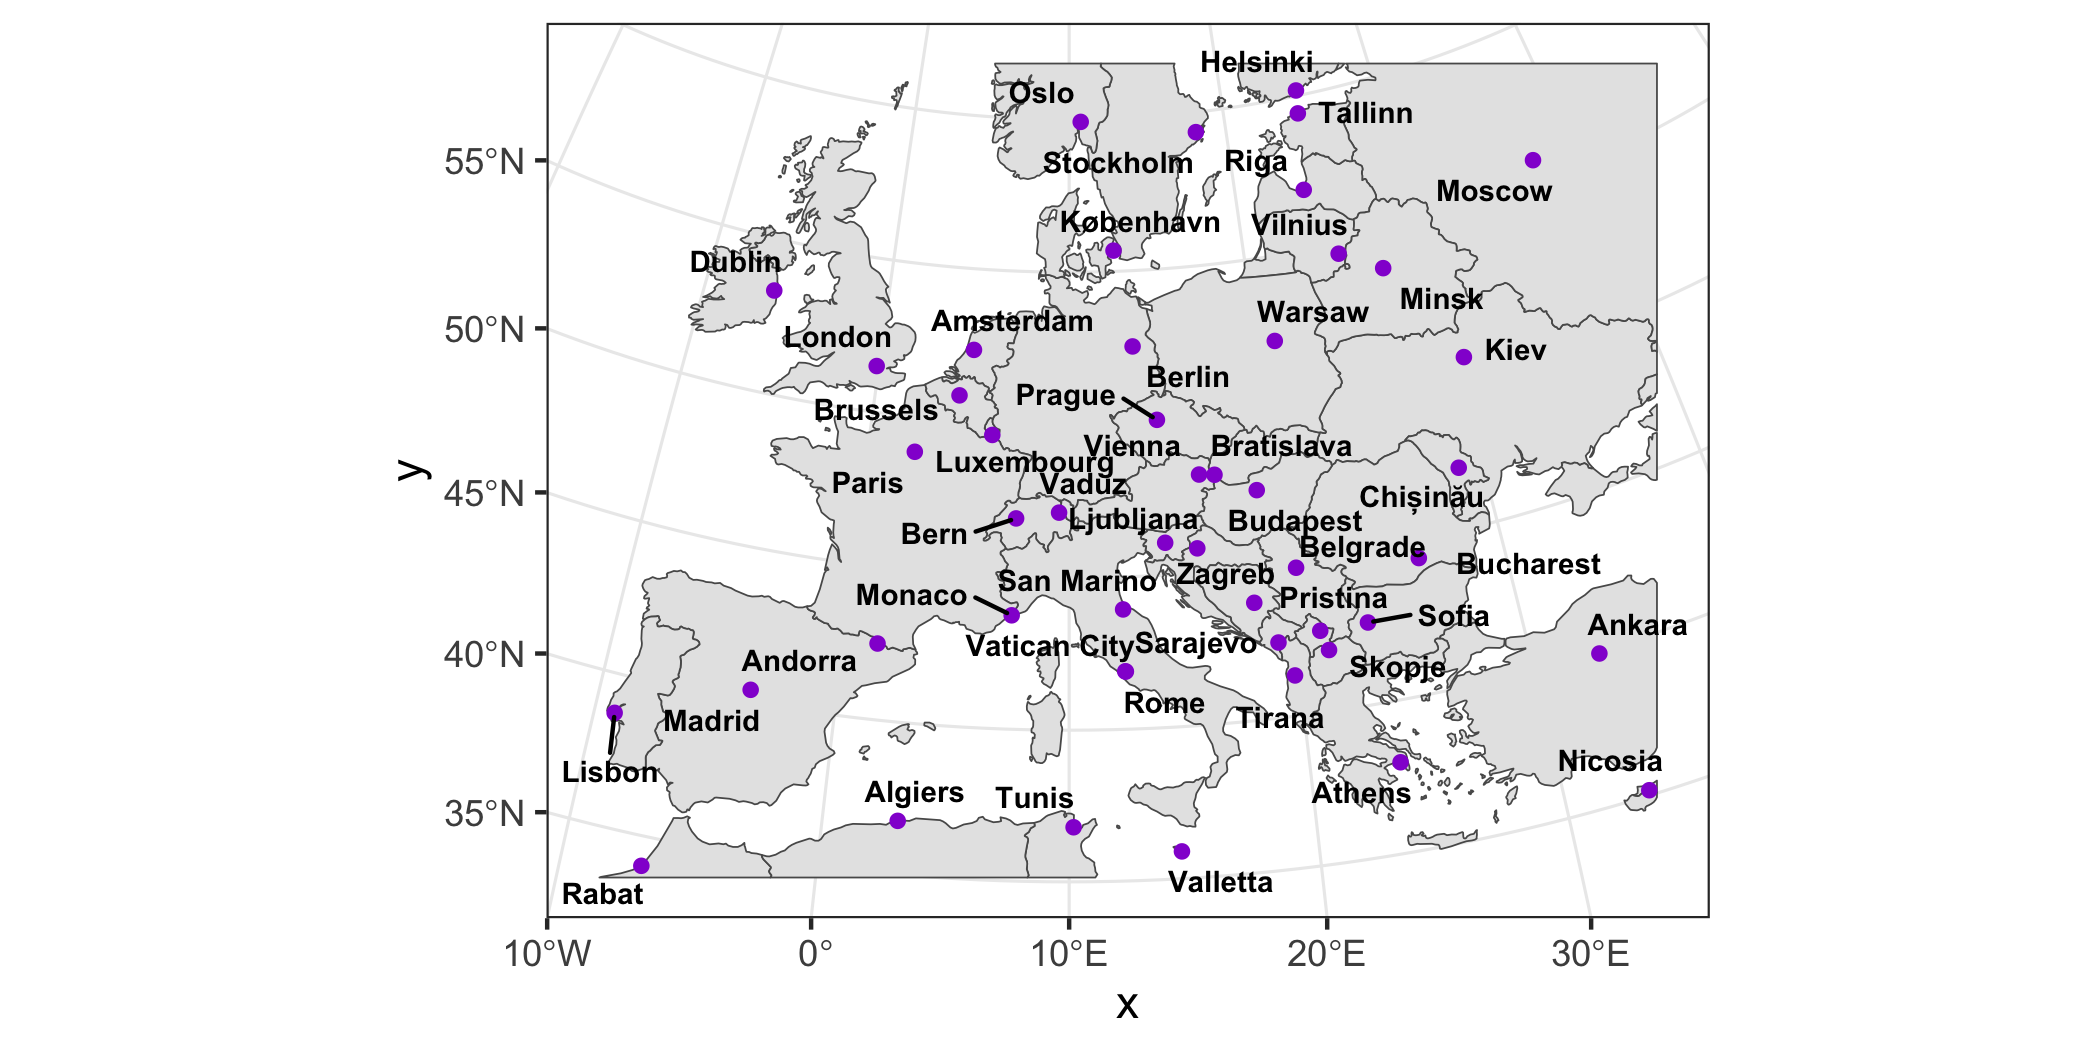 Helsinki
Oslo
Tallinn
Stockholm
Riga
Moscow
København
Vilnius
Dublin
Minsk
Warsaw
Amsterdam
London
Kiev
Berlin
Prague
Brussels
Vienna
Bratislava
Luxembourg
Paris
Vaduz
Chișinău
Ljubljana
Budapest
Bern
Belgrade
Bucharest
Zagreb
San Marino
Monaco
Pristina
Sofia
Ankara
Vatican City
Sarajevo
Andorra
Skopje
Rome
Madrid
Tirana
Lisbon
Nicosia
Algiers
Tunis
Athens
Valletta
Rabat
55°N
50°N
45°N
40°N
35°N
y
10°W
0°
10°E
20°E
30°E
x